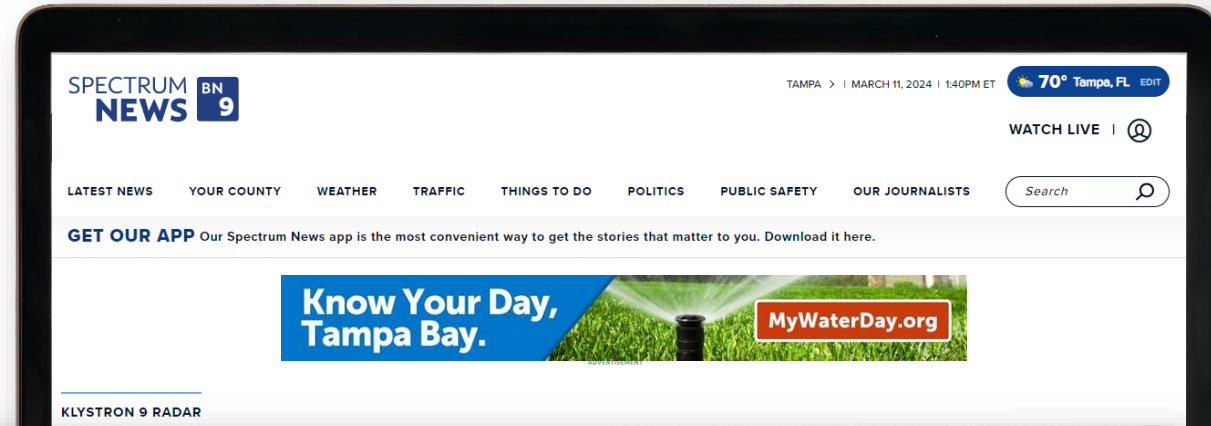 SPECTRUM
NEWS
BN
9
TAMPA > | MARCH 11, 2024 | 1:40PM ET
70° Tampa, FL EDIT
WATCH LIVE |
LATEST NEWS YOUR COUNTY WEATHER TRAFFIC THINGS TO DO POLITICS PUBLIC SAFETY OUR JOURNALISTS Search
GET OUR APP Our Spectrum News app is the most convenient way to get the stories that matter to you. Download it here.
Know Your Day,
Tampa Bay.
MyWaterDay.org
ADVERTISEMENT
KLYSTRON 9 RADAR